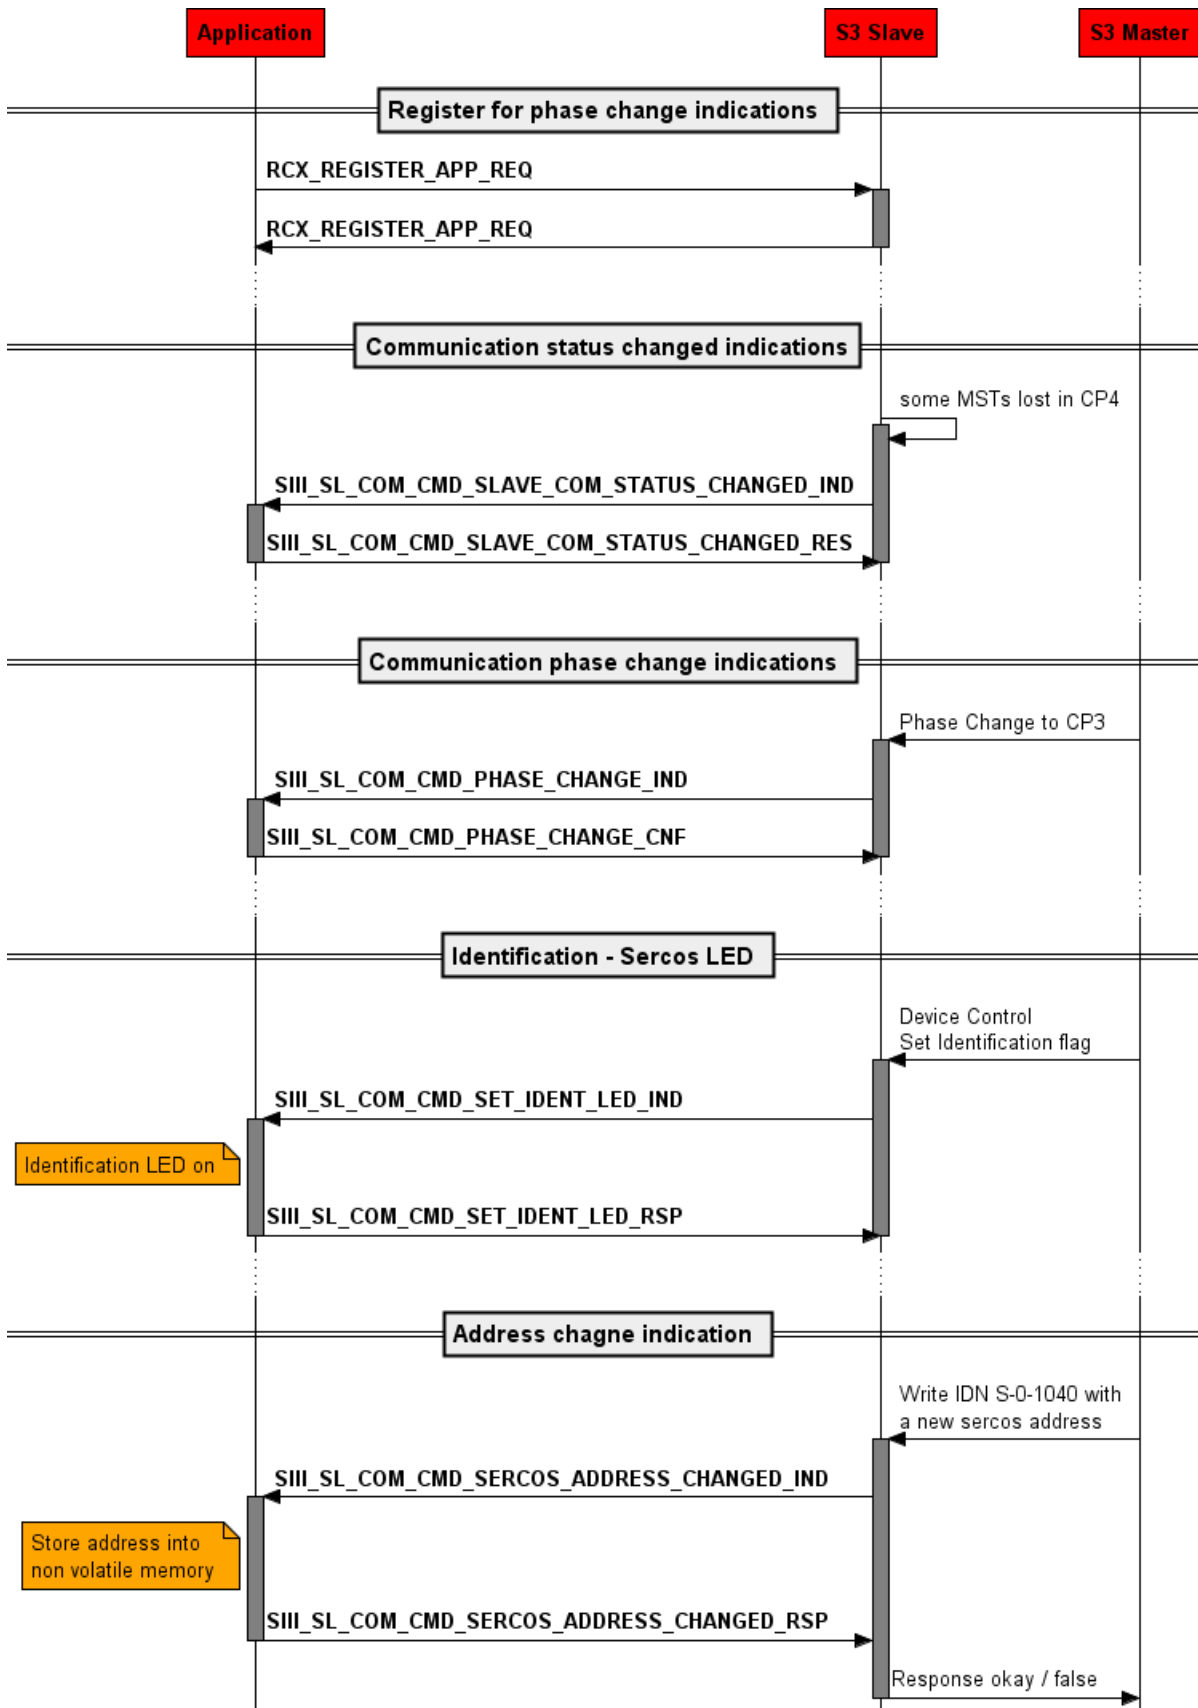 Application
S3 Slave
S3 Master
Register for phase change indications
RCX_REGISTER_APP_REQ
RCX_REGISTER_APP_REQ
Communication status changed indications
some MSTs lost in CP4
SIII_SL_COM_CMD_SLAVE_COM_STATUS_CHANGED_IND
SIII_SL_COM_CMD_SLAVE_COM_STATUS_CHANGED_RES
Communication phase change indications
Phase Change to CP3
SIII_SL_COM_CMD_PHASE_CHANGE_IND
SIII_SL_COM_CMD_PHASE_CHANGE_CNF
Identification - Sercos LED
Device Control
Set Identification flag
SIII_SL_COM_CMD_SET_IDENT_LED_IND
Identification LED on
SIII_SL_COM_CMD_SET_IDENT_LED_RSP
Address chagne indication
Write IDN S-0-1040 with
a new sercos address
SIII_SL_COM_CMD_SERCOS_ADDRESS_CHANGED_IND
Store address into
non volatile memory
SIII_SL_COM_CMD_SERCOS_ADDRESS_CHANGED_RSP
Response okay / false